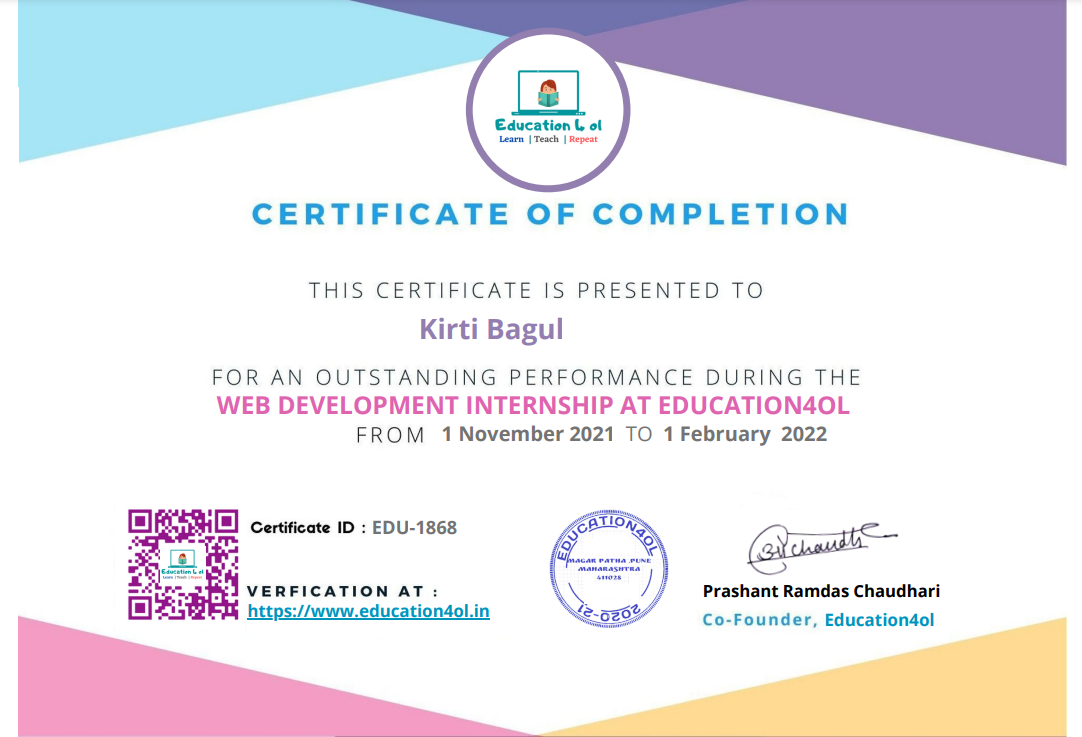 Education 4 ol
Learn | Teach | Repeat
CERTIFICATE OF COMPLETION
THIS CERTIFICATE IS PRESENTED TO
Kirti Bagul
FOR AN OUTSTANDING PERFORMANCE DURING THE
WEB DEVELOPMENT INTERNSHIP AT EDUCATION4OL
FROM 1 November 2021 TO 1 February 2022
Certificate ID : EDU-1868
Education 4 ol
Learn | Teach | Repeat
VERFICATION AT :
https://www.education4ol.in
EDUCATION4OL
MAGAR PATHA ,PUNE
MAHARASHTRA
411028
2020-21
Prashant Ramdas Chaudhari
Co-Founder, Education4ol